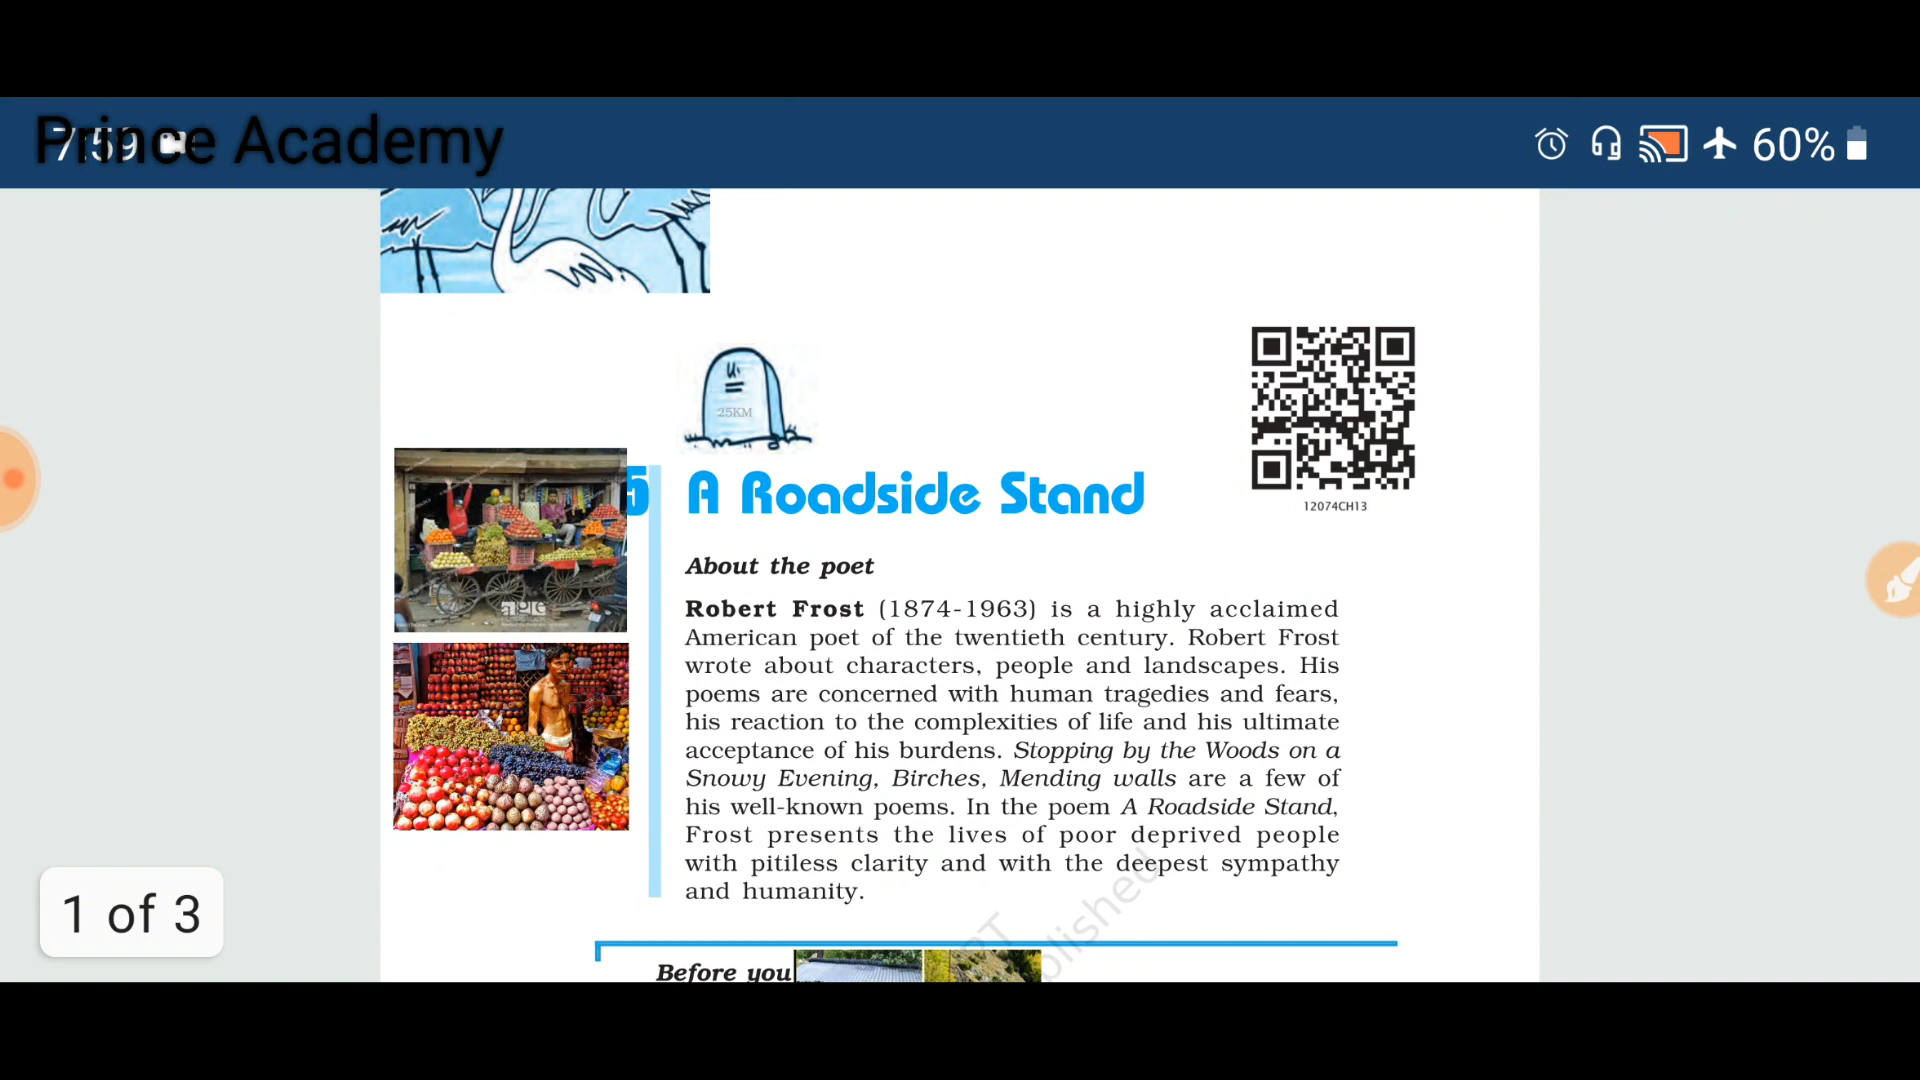 Prince Academy
7:59
60%
25KM
12074CH13
5 A Roadside Stand
About the poet
Robert Frost (1874-1963) is a highly acclaimed
American poet of the twentieth century. Robert Frost
wrote about characters, people and landscapes. His
poems are concerned with human tragedies and fears,
his reaction to the complexities of life and his ultimate
acceptance of his burdens. Stopping by the Woods on a
Snowy Evening, Birches, Mending walls are a few of
his well-known poems. In the poem A Roadside Stand,
Frost presents the lives of poor deprived people
with pitiless clarity and with the deepest sympathy
and humanity.
1 of 3
Before you